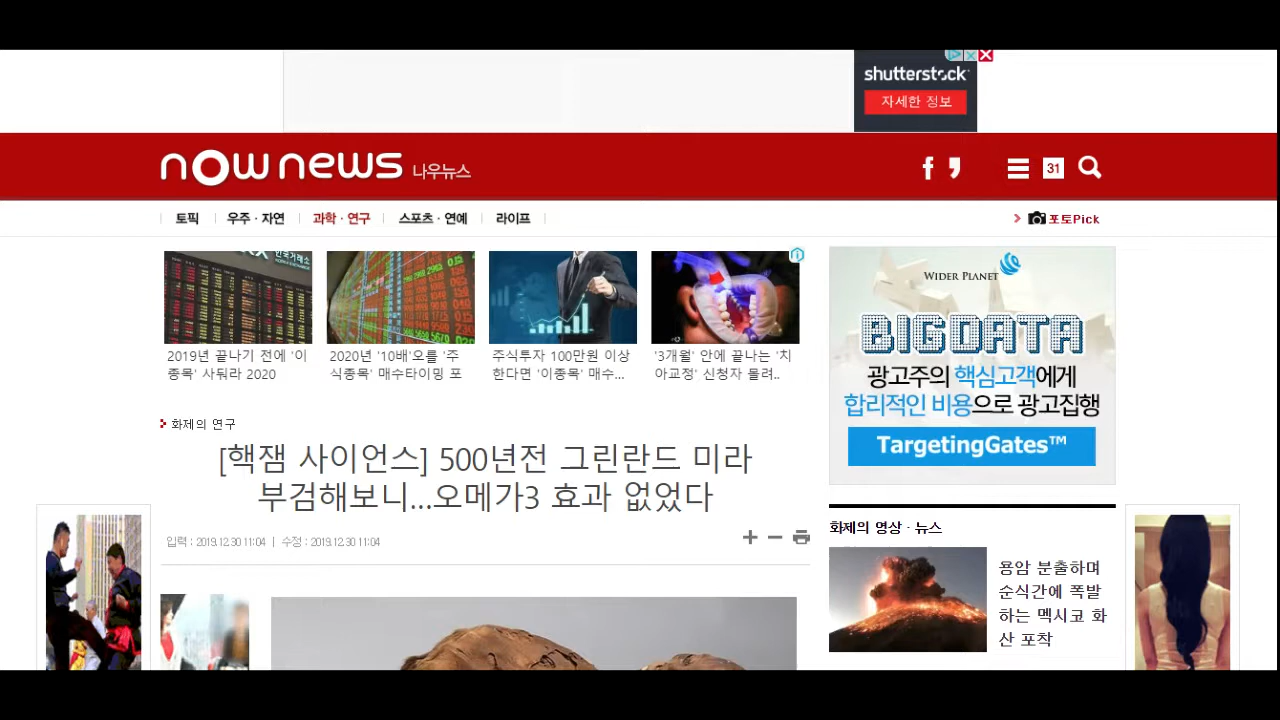 shutterstock
자세한 정보
now news 나우뉴스
31
토픽
우주·자연
과학·연구
스포츠·연예
라이프
포토Pick
한국거래소
2019년 끝나기 전에 '이
종목' 사둬라 2020
2020년 '10배'오를 '주
식종목' 매수타이밍 포
주식투자 100만원 이상
한다면 '이종목' 매수...
'3개월' 안에 끝나는 '치
아교정' 신청자 몰려..
WIDER PLANET
BIGDATA
광고주의 핵심고객에게
합리적인 비용으로 광고집행
TargetingGates™
화제의 연구
[핵잼 사이언스] 500년전 그린란드 미라
부검해보니...오메가3 효과 없었다
입력 : 2019.12.30 11:04 | 수정 : 2019.12.30 11:04
화제의 영상·뉴스
용암 분출하며
순식간에 폭발
하는 멕시코 화
산 포착